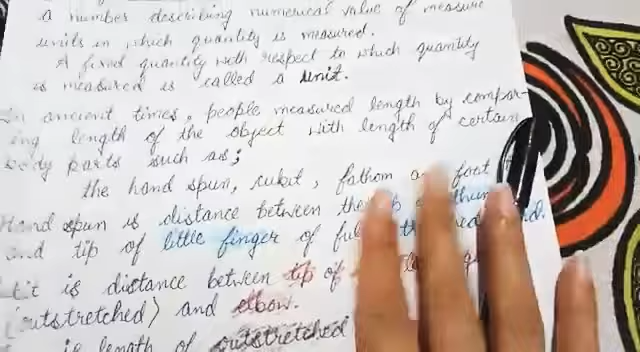 a number describing numerical value of measure
units in which quantity is measured.
A fixed quantity with respect to which quantity
is measured is called a unit.
In ancient times, people measured length by compar-
ing length of the object with length of certain
body parts such as;
the hand spun, cubit, fathom and foot
Hand spun is distance between the
and tip of little finger of
it is distance between tip of
(outstretched) and elbow.
is length of outstretched